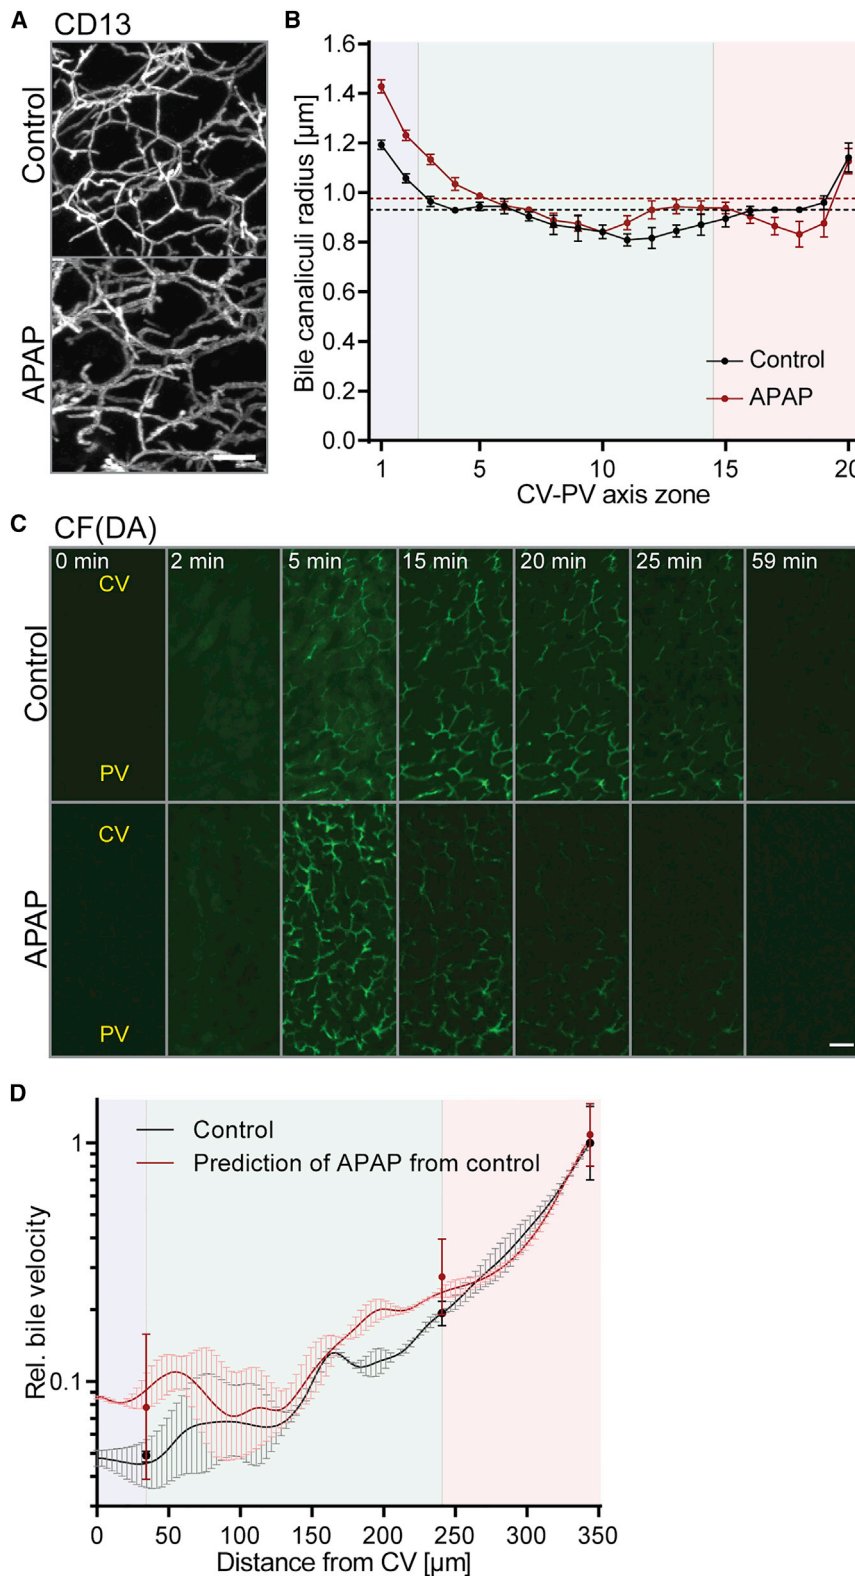 A CD13
Control
APAP
B
Bile canaliculi radius [µm]
1.6
1.4
1.2
1.0
0.8
0.6
0.4
0.2
0.0
Control
APAP
1 5 10 15 20
CV-PV axis zone
C CF(DA)
0 min 2 min 5 min 15 min 20 min 25 min 59 min
CV
Control
PV
CV
APAP
PV
D
Control
Prediction of APAP from control
Rel. bile velocity
1
0.1
0 50 100 150 200 250 300 350
Distance from CV [µm]